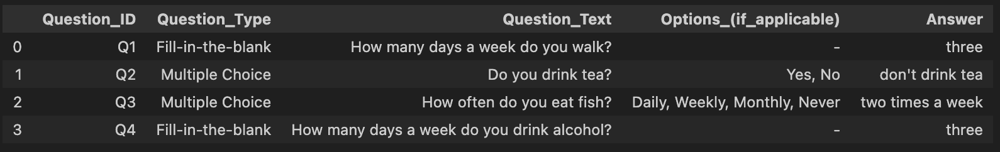 Question_ID Question_Type Question_Text Options_(if_applicable) Answer
0 Q1 Fill-in-the-blank How many days a week do you walk? - three
1 Q2 Multiple Choice Do you drink tea? Yes, No don't drink tea
2 Q3 Multiple Choice How often do you eat fish? Daily, Weekly, Monthly, Never two times a week
3 Q4 Fill-in-the-blank How many days a week do you drink alcohol? - three